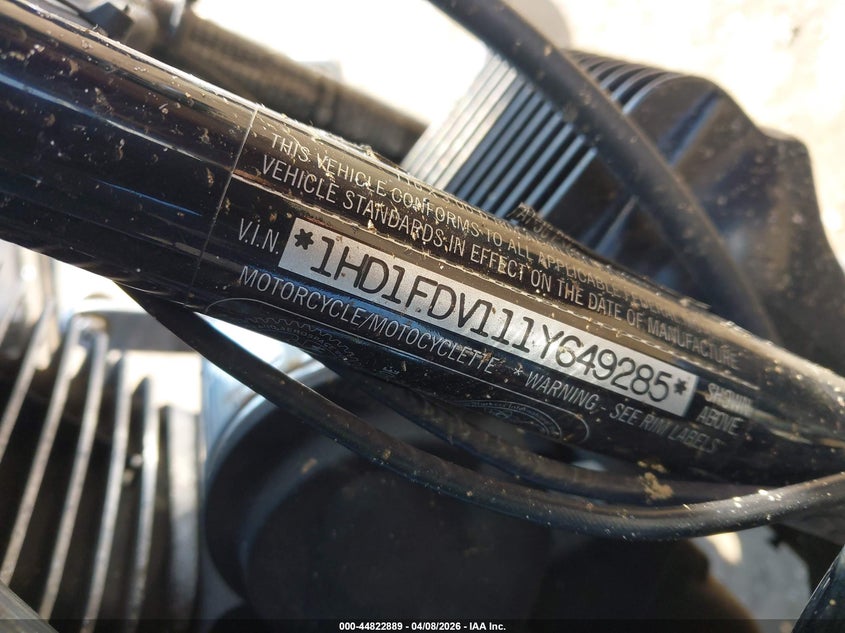 THIS VEHICLE CONFORMS TO ALL APPLICABLE
VEHICLE STANDARDS IN EFFECT ON THE DATE OF MANUFACTURE
V.I.N. *1HD1FDV111Y649285* SHOWN
ABOVE
MOTORCYCLE/MOTOCYCLETTE * WARNING - SEE RIM LABELS
000-44822889 - 04/08/2026 - IAA Inc.